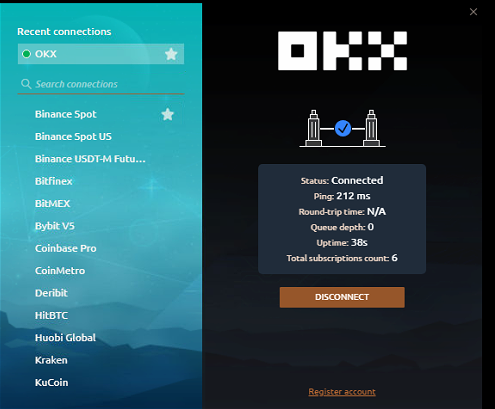 Recent connections
OKX
Search connections
Binance Spot
Binance Spot US
Binance USDT-M Futu...
Bitfinex
BitMEX
Bybit V5
Coinbase Pro
CoinMetro
Deribit
HitBTC
Huobi Global
Kraken
KuCoin
OKX
Status: Connected
Ping: 212 ms
Round-trip time: N/A
Queue depth: 0
Uptime: 38s
Total subscriptions count: 6
DISCONNECT
Register account